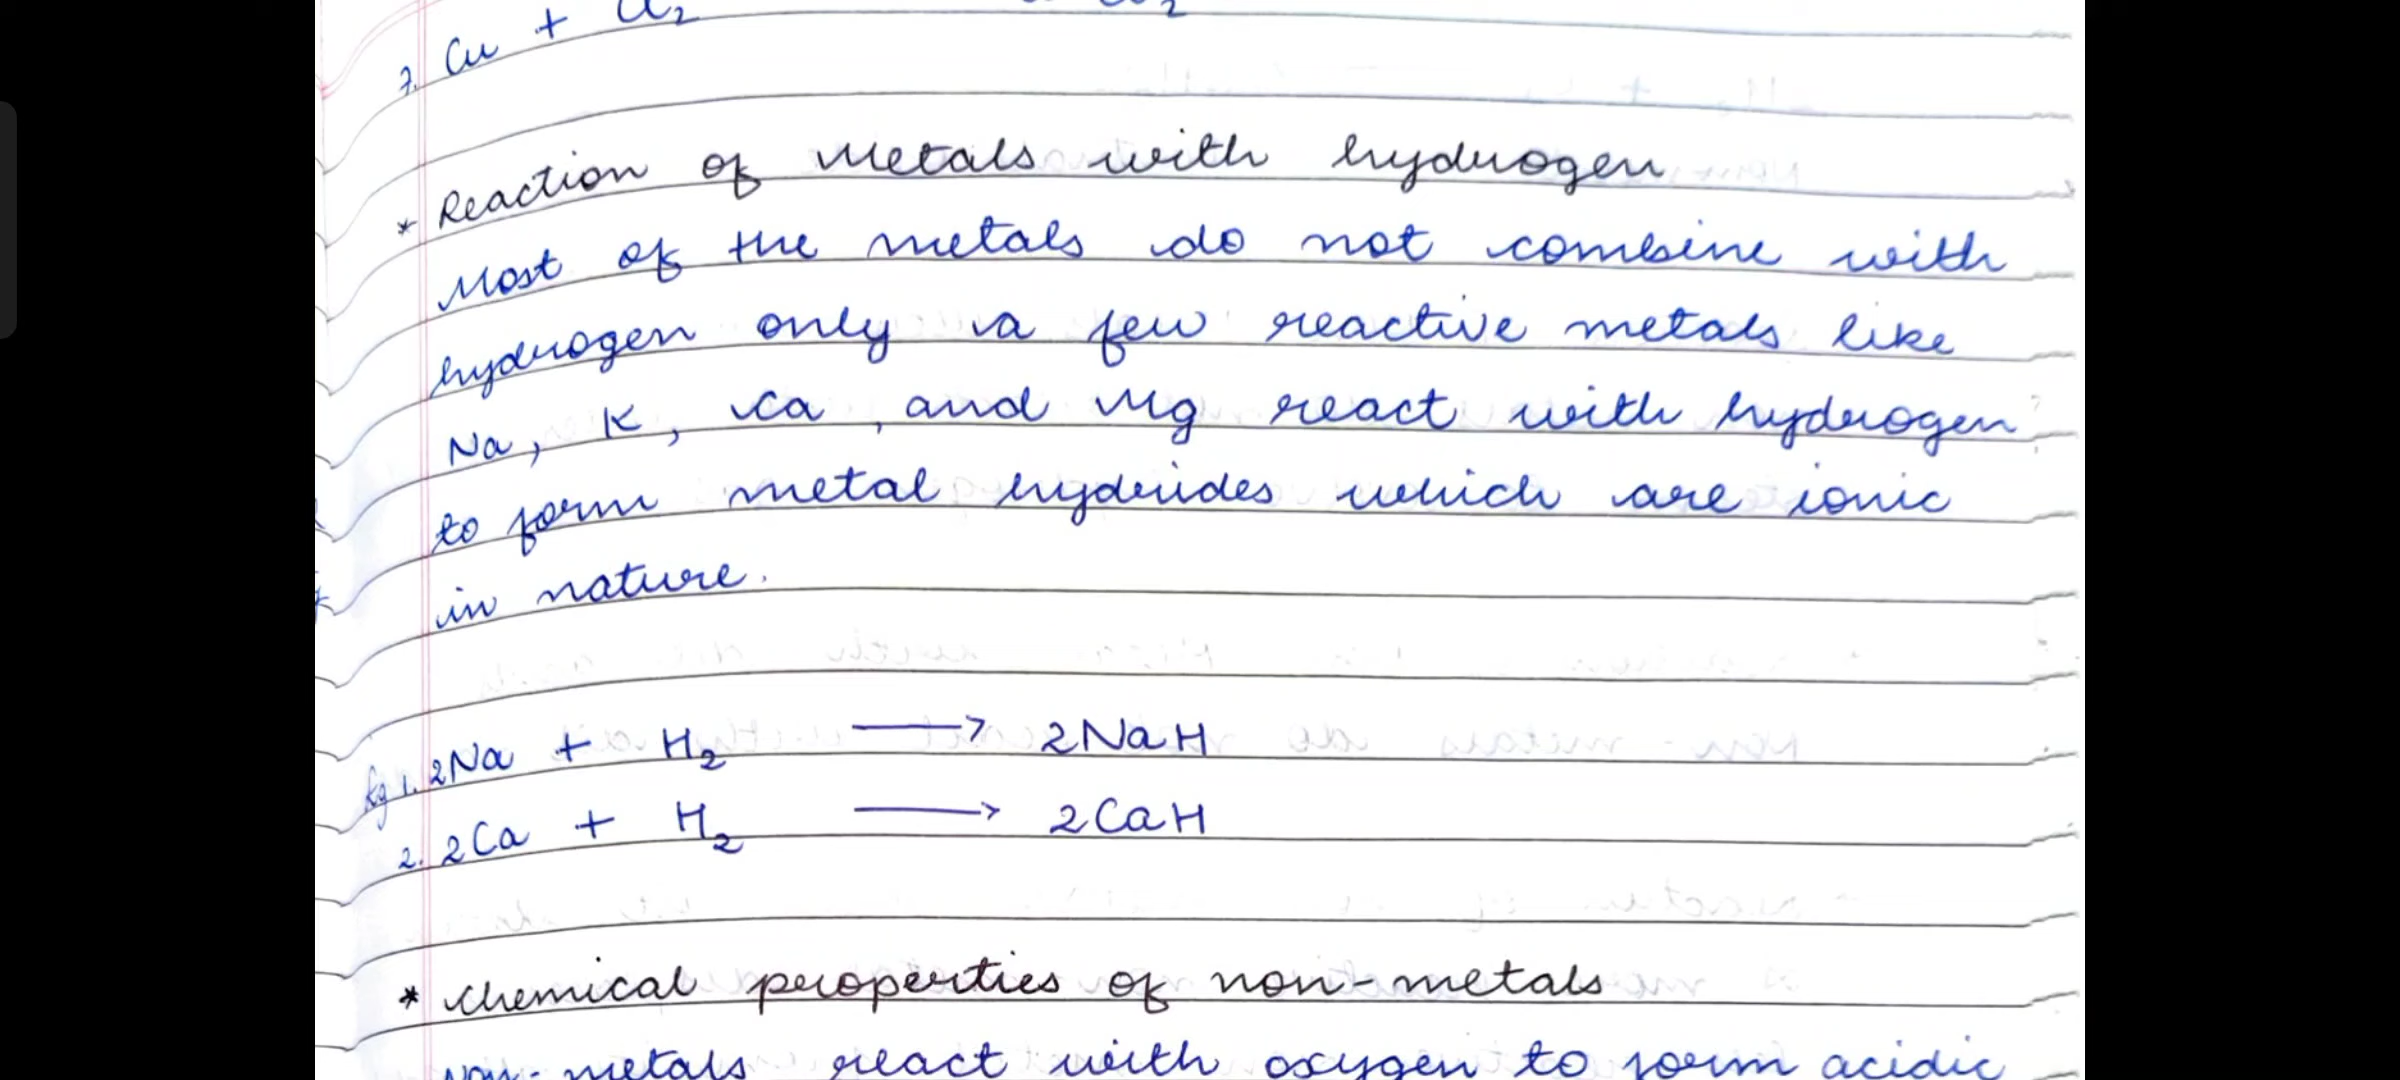 7. Cu + Cl₂
* Reaction of Metals with hydrogen
Most of the metals do not combine with
hydrogen only a few reactive metals like
Na, K, Ca, and Mg react with hydrogen
to form metal hydrides which are ionic
in nature.
Eg 1. 2Na + H₂ ⟶ 2NaH
2. 2Ca + H₂ ⟶ 2CaH
* Chemical properties of non-metals
Non-metals react with oxygen to form acidic